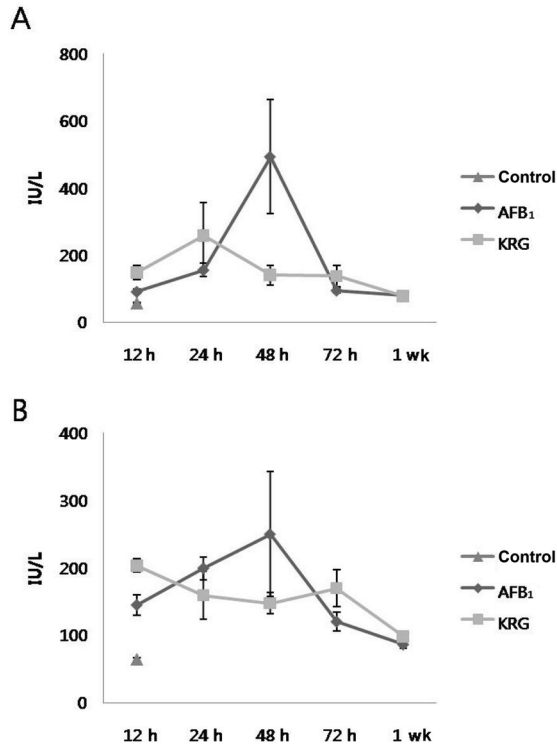 A
IU/L
800
600
400
200
0
12 h 24 h 48 h 72 h 1 wk
Control
AFB₁
KRG
B
IU/L
400
300
200
100
0
12 h 24 h 48 h 72 h 1 wk
Control
AFB₁
KRG